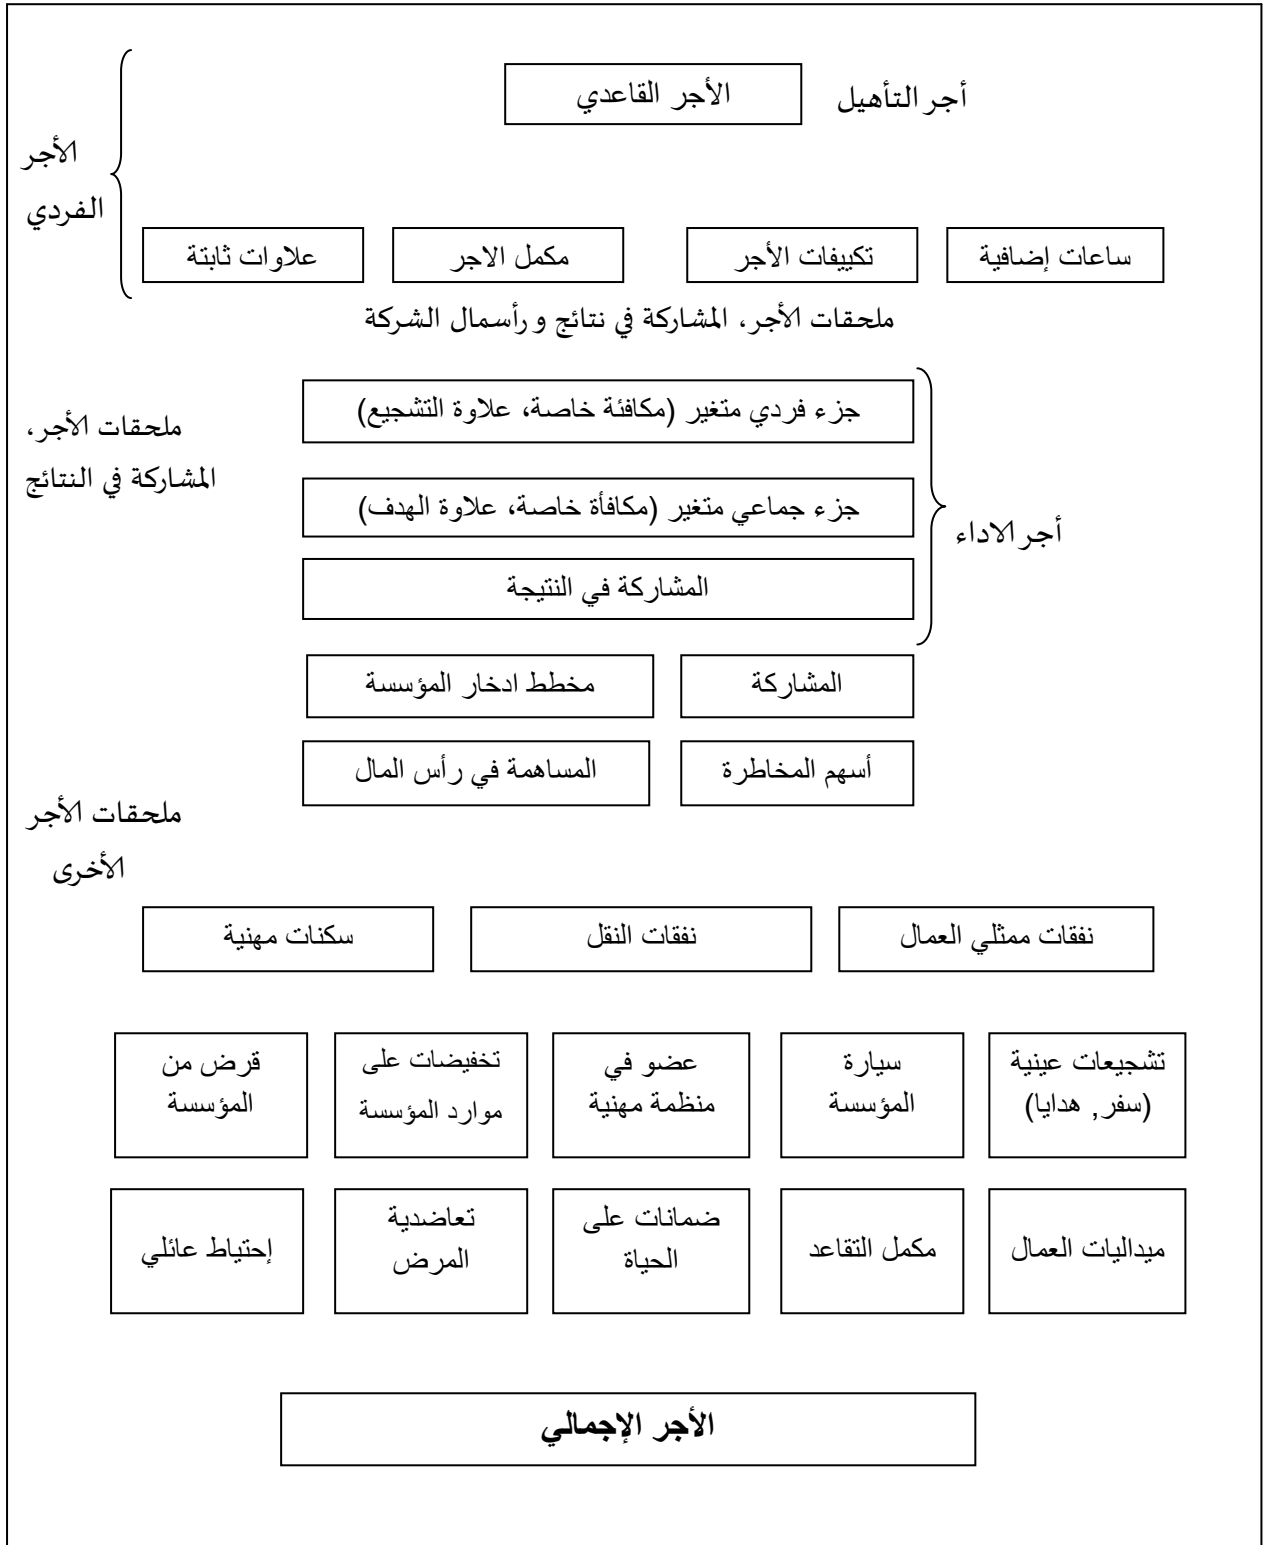 أجر التأهيل
الأجر القاعدي
الأجر
الفردي
ساعات إضافية
تكييفات الأجر
مكمل الاجر
علاوات ثابتة
ملحقات الأجر، المشاركة في نتائج و رأسمال الشركة
جزء فردي متغير (مكافئة خاصة، علاوة التشجيع)
ملحقات الأجر،
المشاركة في النتائج
جزء جماعي متغير (مكافأة خاصة، علاوة الهدف)
أجر الاداء
المشاركة في النتيجة
المشاركة
مخطط ادخار المؤسسة
أسهم المخاطرة
المساهمة في رأس المال
ملحقات الأجر
الأخرى
نفقات ممثلي العمال
نفقات النقل
سكنات مهنية
تشجيعات عينية
(سفر, هدايا)
سيارة
المؤسسة
عضو في
منظمة مهنية
تخفيضات على
موارد المؤسسة
قرض من
المؤسسة
ميداليات العمال
مكمل التقاعد
ضمانات على
الحياة
تعاضدية
المرض
إحتياط عائلي
الأجر الإجمالي